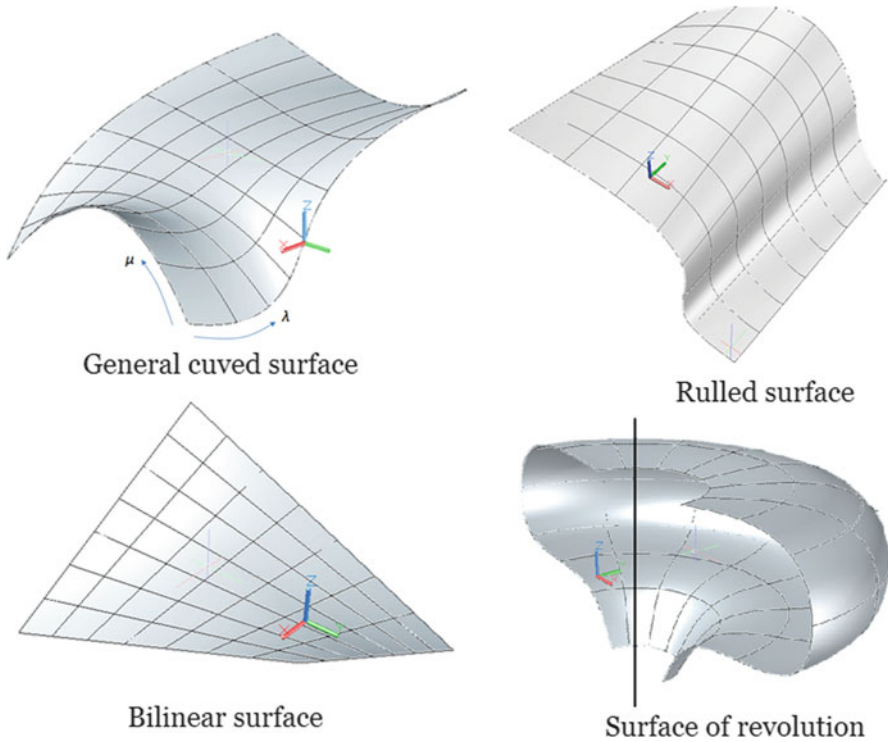 Z
X
μ
λ
General cuved surface
Z
Y
X
Rulled surface
Z
X
Y
Bilinear surface
Z
Y
X
Surface of revolution